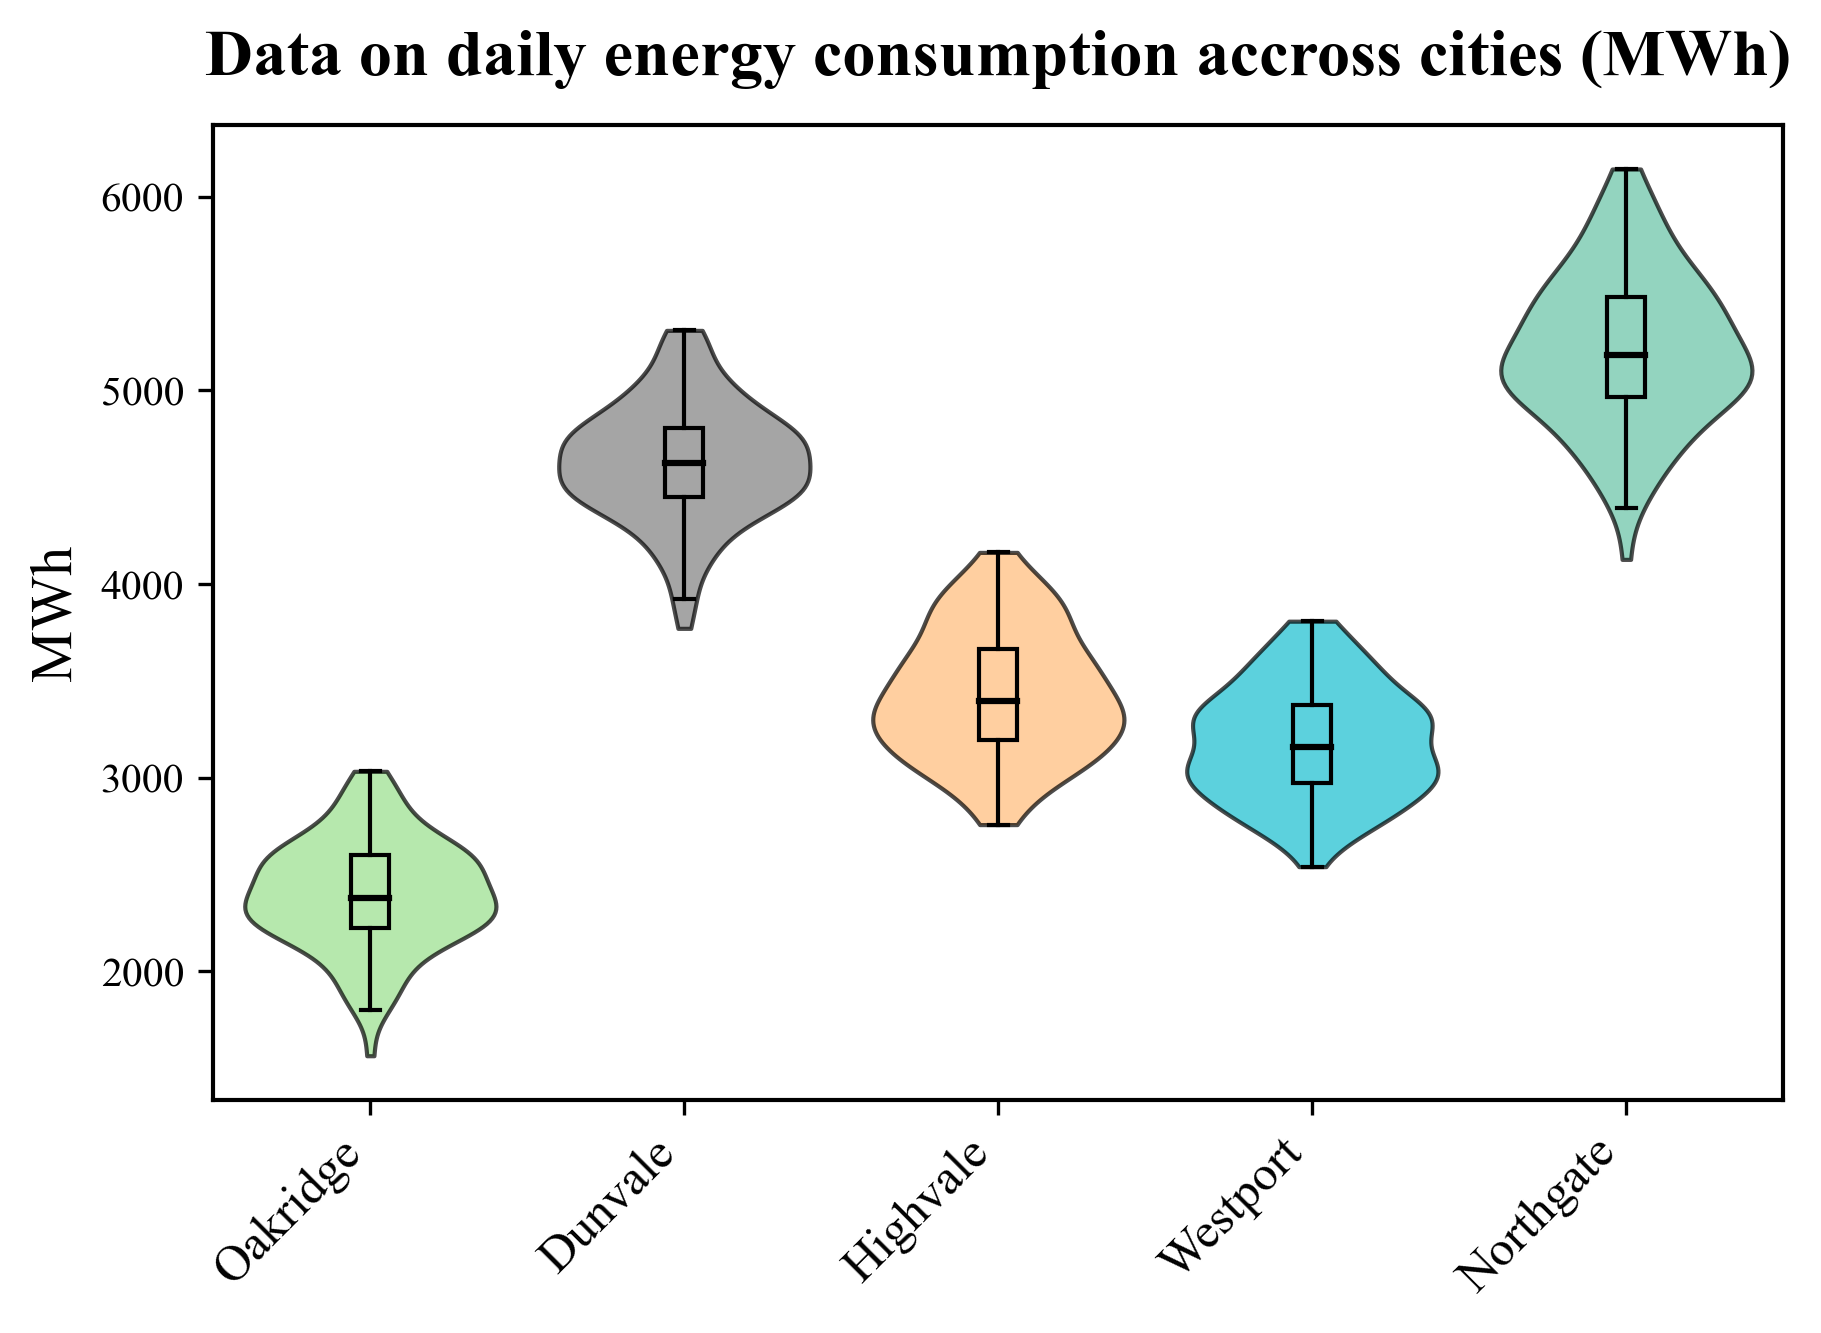 Data on daily energy consumption accross cities (MWh)
MWh
6000
5000
4000
3000
2000
Oakridge
Dunvale
Highvale
Westport
Northgate